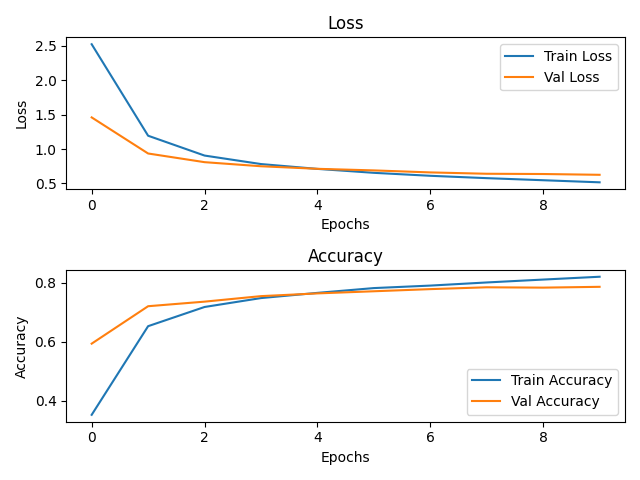 Loss
2.5
2.0
1.5
1.0
0.5
Loss
Train Loss
Val Loss
0 2 4 6 8
Epochs
Accuracy
0.8
0.6
0.4
Accuracy
Train Accuracy
Val Accuracy
0 2 4 6 8
Epochs